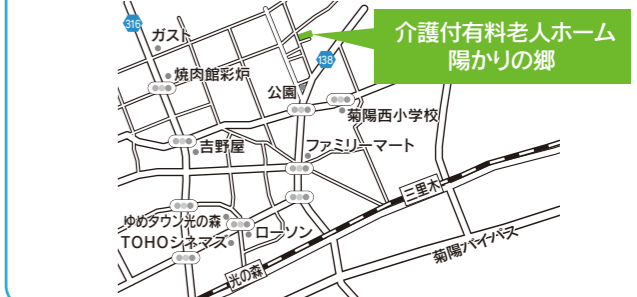 316
ガスト
介護付有料老人ホーム
陽かりの郷
138
焼肉館彩炉
公園
菊陽西小学校
吉野屋
ファミリーマート
三里木
ゆめタウン光の森
TOHOシネマズ
ローソン
菊陽バイパス
光の森